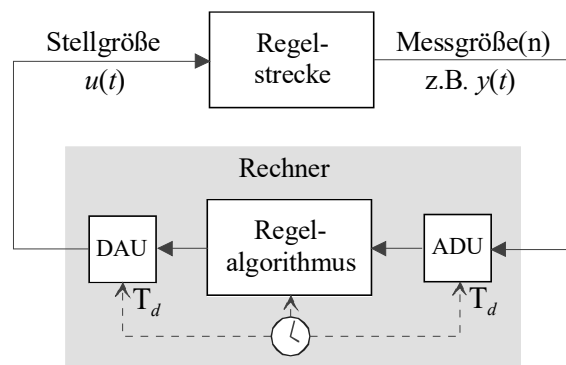 Stellgröße
u(t)
Regel-
strecke
Messgröße(n)
z.B. y(t)
Rechner
DAU
Regel-
algorithmus
ADU
T_d
T_d